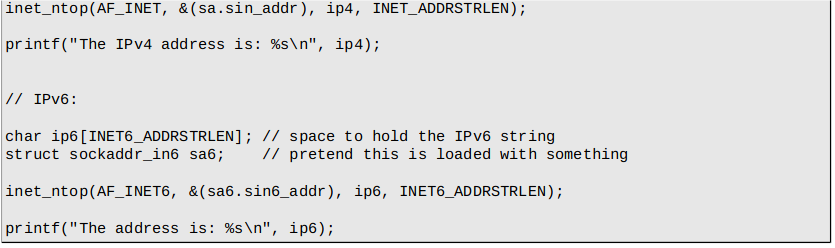 inet_ntop(AF_INET, &(sa.sin_addr), ip4, INET_ADDRSTRLEN);
printf("The IPv4 address is: %s\n", ip4);
// IPv6:
char ip6[INET6_ADDRSTRLEN]; // space to hold the IPv6 string
struct sockaddr_in6 sa6;    // pretend this is loaded with something
inet_ntop(AF_INET6, &(sa6.sin6_addr), ip6, INET6_ADDRSTRLEN);
printf("The address is: %s\n", ip6);